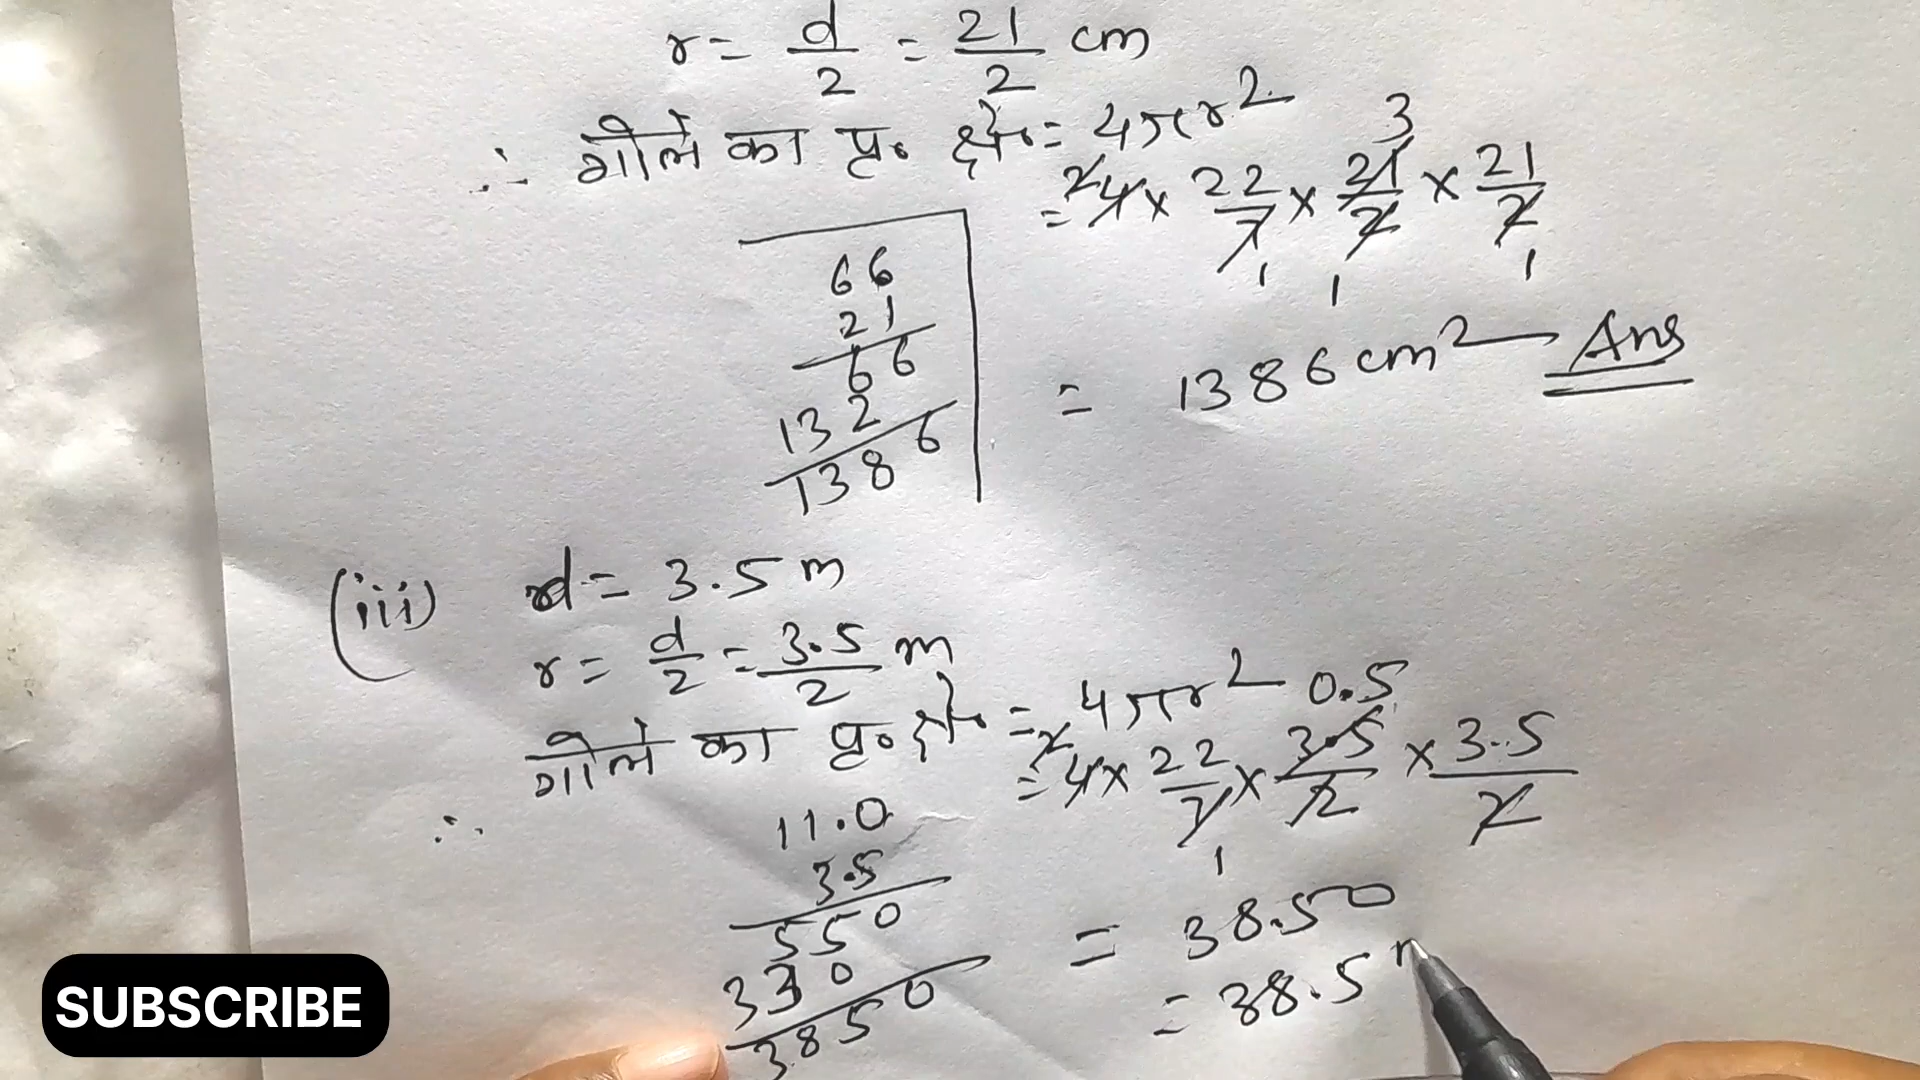 r = d/2 = 21/2 cm
∴ गोले का पृ० क्षे० = 4πr²
= 4 × 22/7 × 21/2 × 21/2
2 3
1 1 1
66
21
66
132
1386
= 1386 cm² Ans
(iii) d = 3.5 m
r = d/2 = 3.5/2 m
∴ गोले का पृ० क्षे० = 4πr²
2 0.5
= 4 × 22/7 × 3.5/2 × 3.5/2
1
11.0
3.5
550
330
3850
= 38.50
= 38.5
SUBSCRIBE